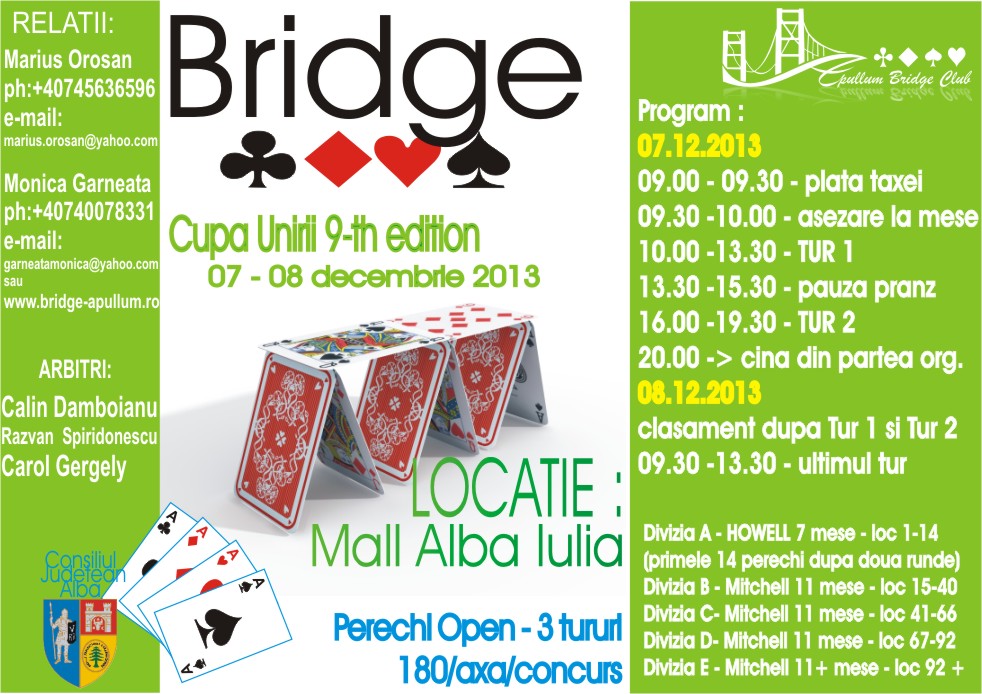 RELATII:
Marius Orosan
ph:+40745636596
e-mail:
marius.orosan@yahoo.com
Monica Garneata
ph:+40740078331
e-mail:
garneatamonica@yahoo.com
sau
www.bridge-apullum.ro
ARBITRI:
Calin Damboianu
Razvan Spiridonescu
Carol Gergely
Consiliul
Judetean
Alba
Bridge
Cupa Unirii 9-th edition
07 - 08 decembrie 2013
LOCATIE :
Mall Alba Iulia
A
A
A
A
A
Perechi Open - 3 tururi
180/axa/concurs
Apullum Bridge Club
Program :
07.12.2013
09.00 - 09.30 - plata taxei
09.30 -10.00 - asezare la mese
10.00 -13.30 - TUR 1
13.30 -15.30 - pauza pranz
16.00 -19.30 - TUR 2
20.00 -> cina din partea org.
08.12.2013
clasament dupa Tur 1 si Tur 2
09.30 -13.30 - ultimul tur
Divizia A - HOWELL 7 mese - loc 1-14
(primele 14 perechi dupa doua runde)
Divizia B - Mitchell 11 mese - loc 15-40
Divizia C- Mitchell 11 mese - loc 41-66
Divizia D- Mitchell 11 mese - loc 67-92
Divizia E - Mitchell 11+ mese - loc 92 +